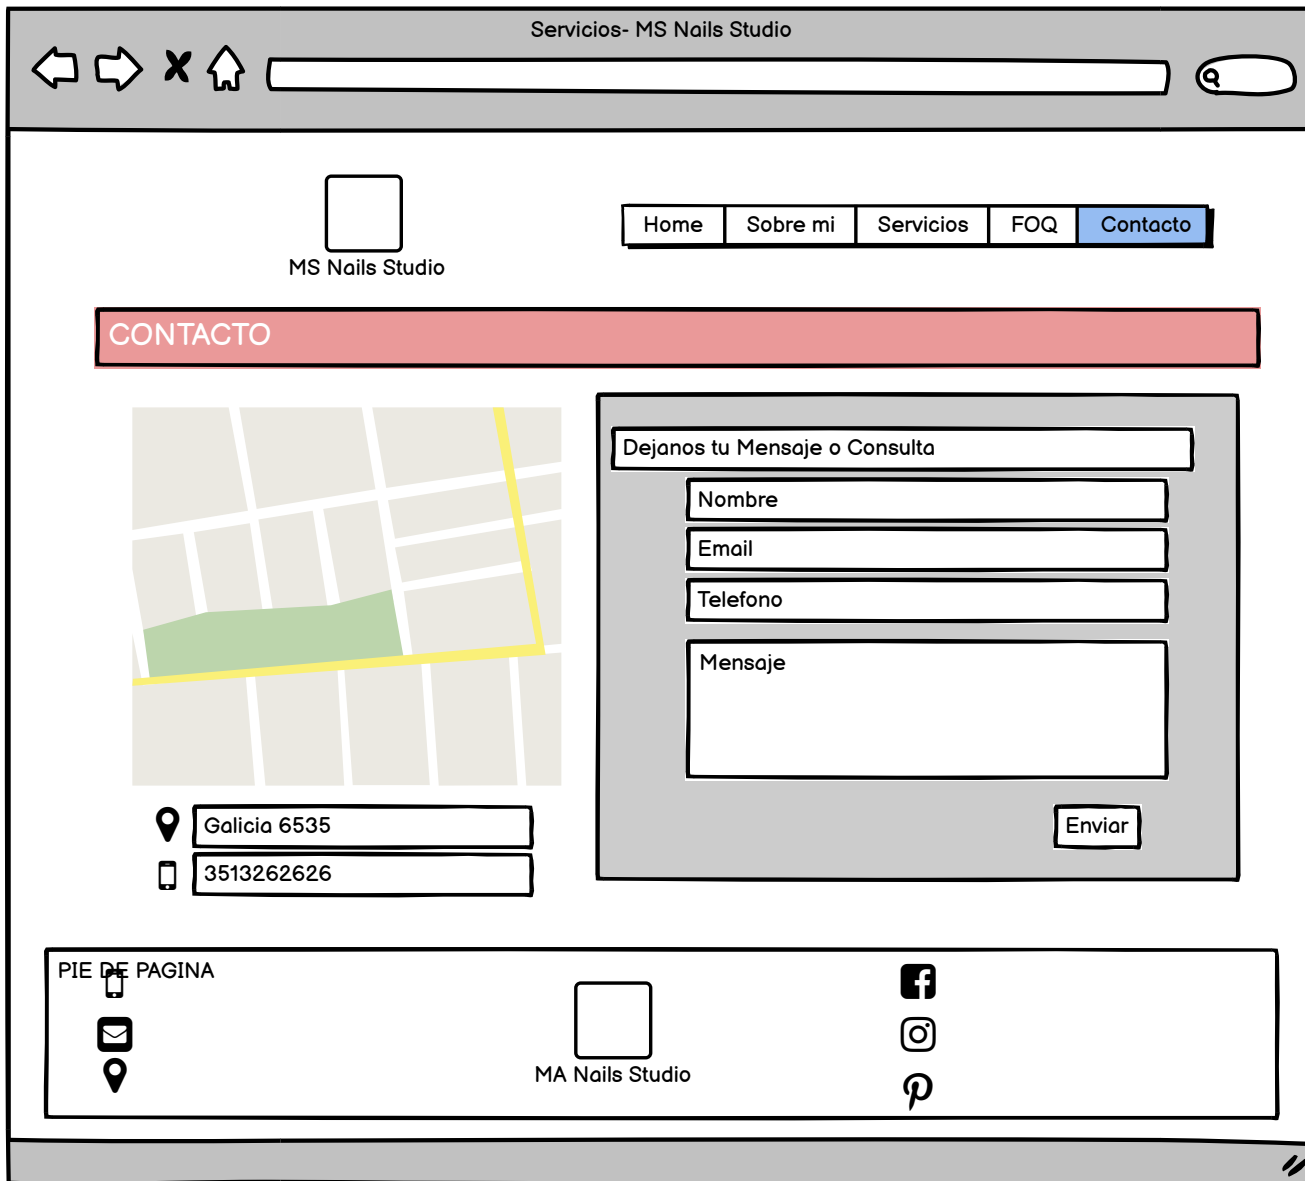 Servicios- MS Nails Studio
MS Nails Studio
Home Sobre mi Servicios FOQ Contacto
CONTACTO
Dejanos tu Mensaje o Consulta
Nombre
Email
Telefono
Mensaje
Enviar
Galicia 6535
3513262626
PIE DE PAGINA
MA Nails Studio